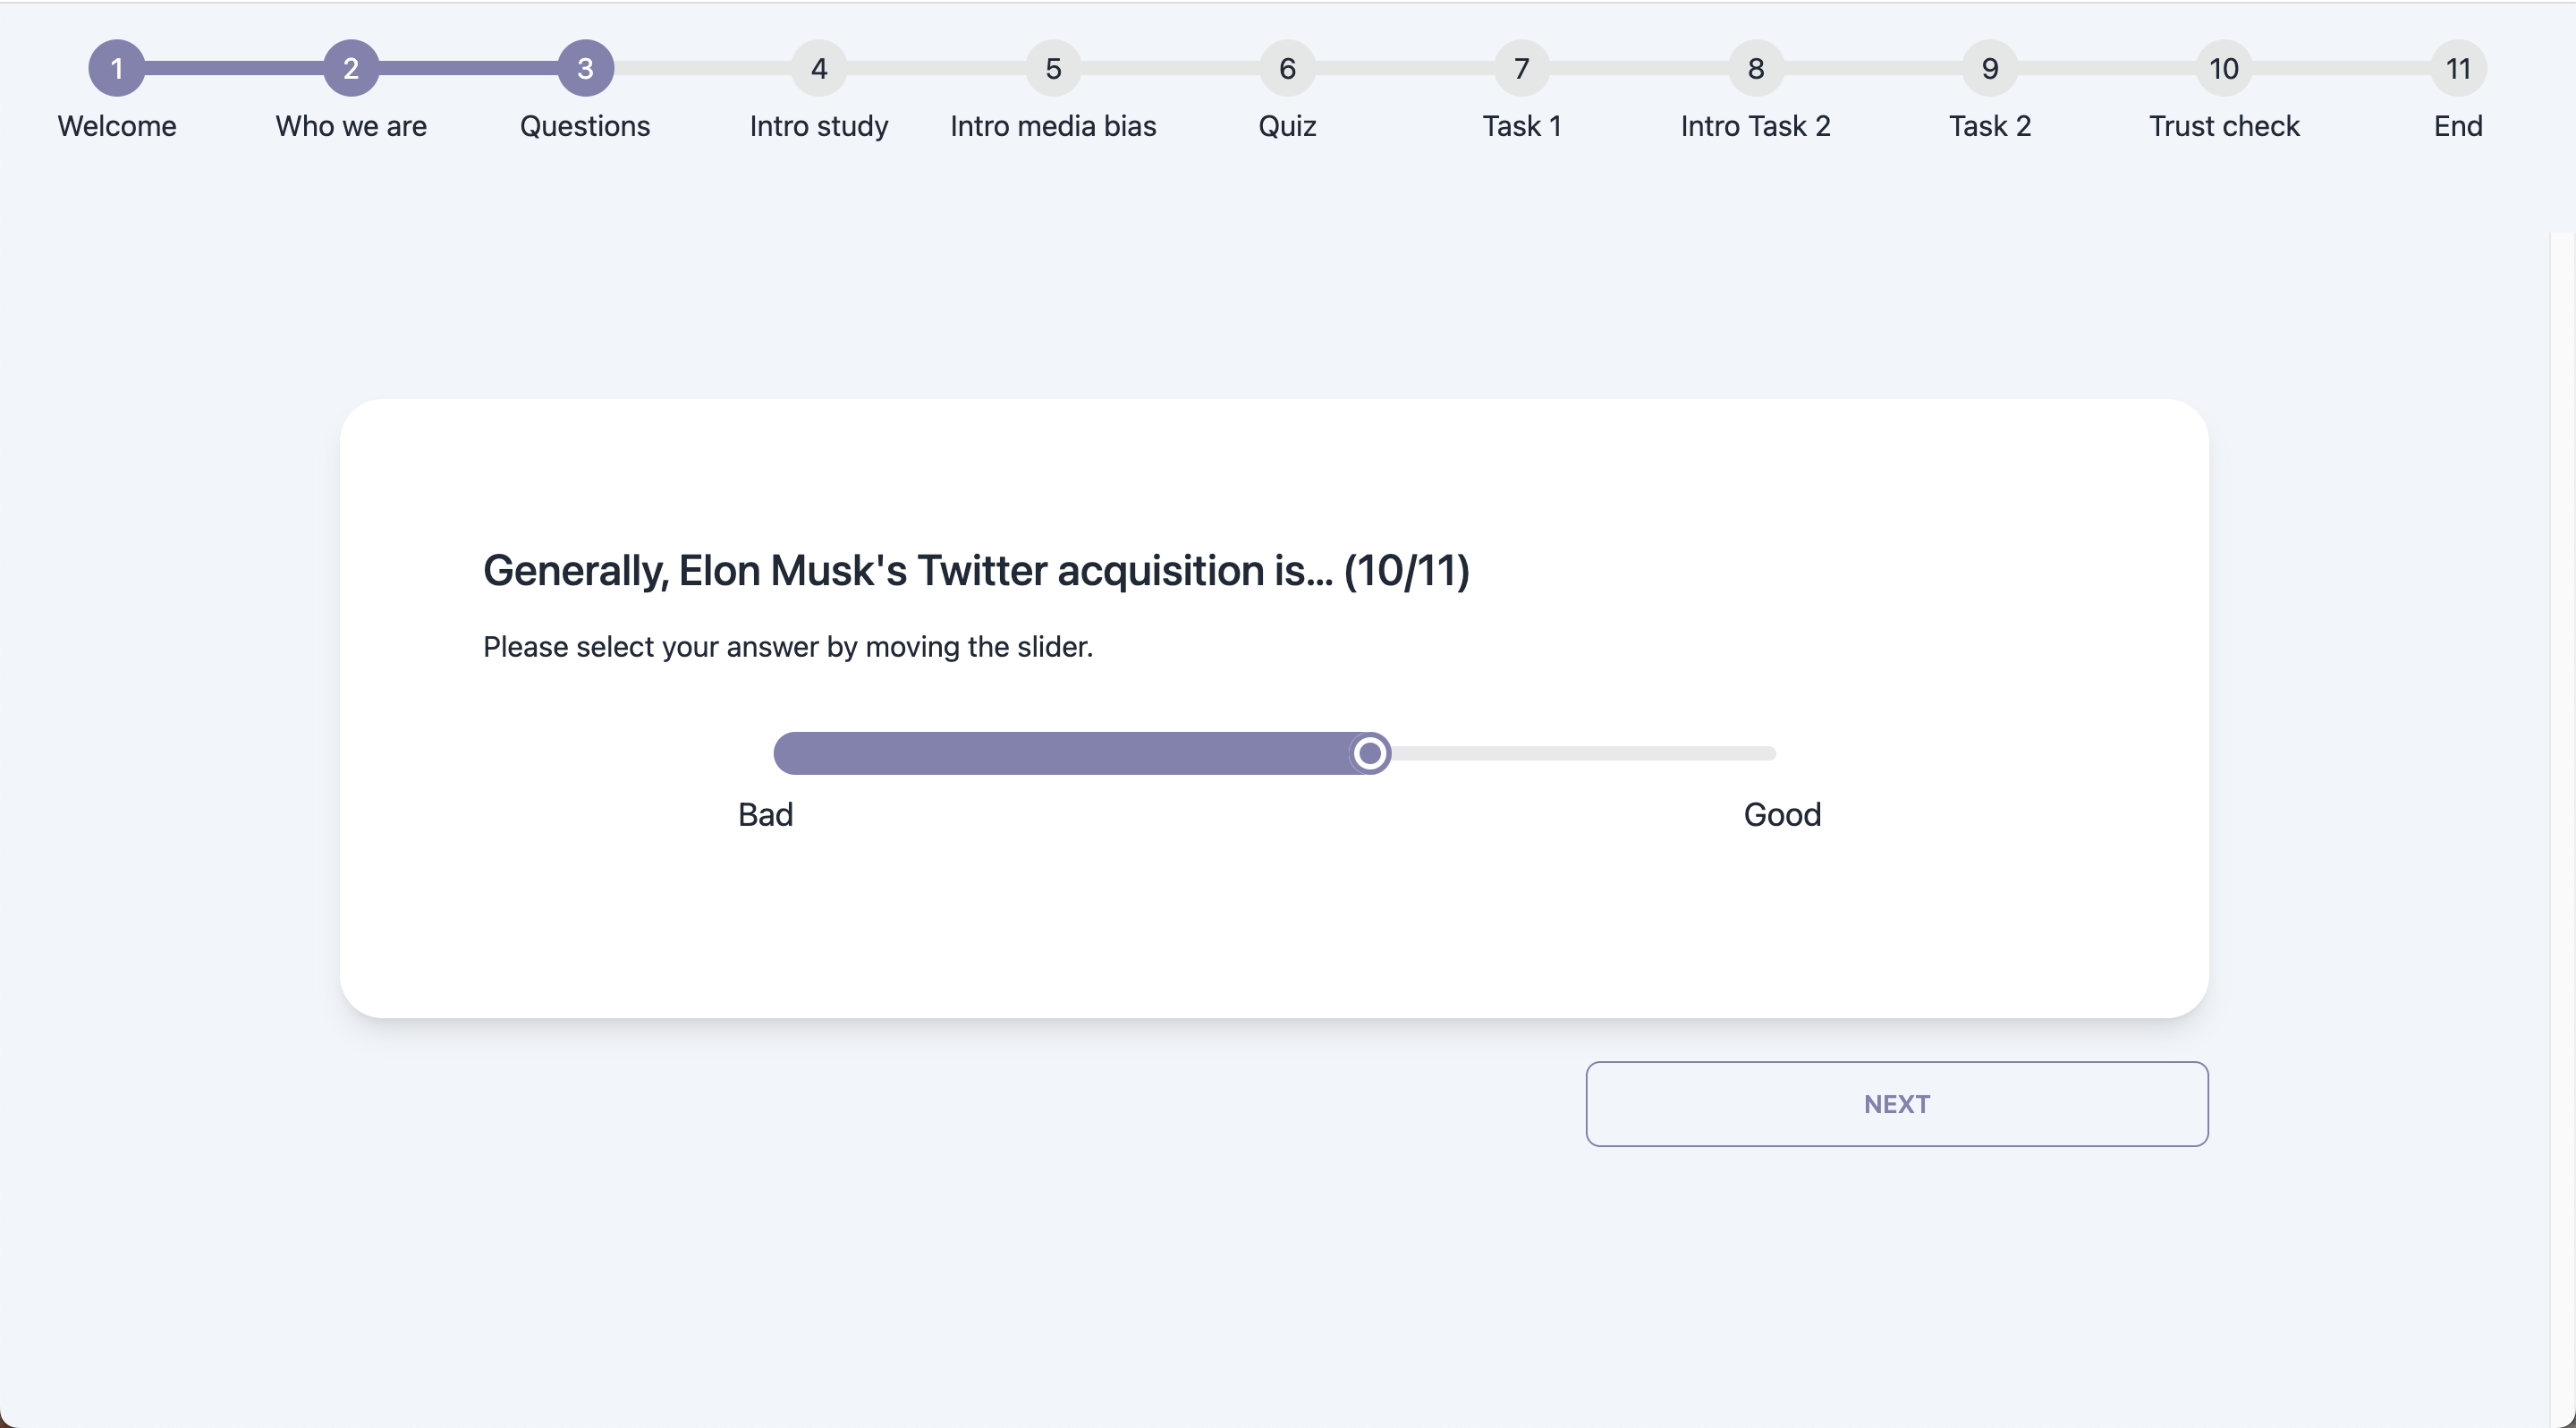 1 2 3 4 5 6 7 8 9 10 11
Welcome Who we are Questions Intro study Intro media bias Quiz Task 1 Intro Task 2 Task 2 Trust check End
Generally, Elon Musk's Twitter acquisition is... (10/11)
Please select your answer by moving the slider.
Bad Good
NEXT